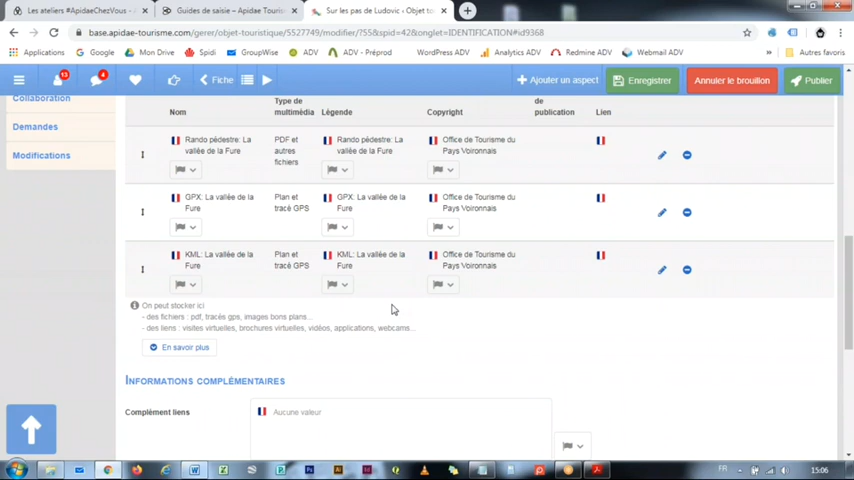 Les ateliers #ApidaeChezVous - A
Guides de saisie - Apidae Tourism
Sur les pas de Ludovic › Objet to
base.apidae-tourisme.com/gerer/objet-touristique/5527749/modifier/?55&spid=42&onglet=IDENTIFICATION#id9368
Applications
Google
Mon Drive
Spidi
GroupWise
ADV
ADV - Préprod
WordPress ADV
Analytics ADV
Redmine ADV
Webmail ADV
»
Autres favoris
13
4
Fiche
Ajouter un aspect
Enregistrer
Annuler le brouillon
Publier
Collaboration
Demandes
Modifications
Nom
Type de
multimédia
Légende
Copyright
de
publication
Lien
Rando pédestre: La
vallée de la Fure
PDF et
autres
fichiers
Rando pédestre: La
vallée de la Fure
Office de Tourisme du
Pays Voironnais
GPX: La vallée de la
Fure
Plan et
tracé GPS
GPX: La vallée de la
Fure
Office de Tourisme du
Pays Voironnais
KML: La vallée de la
Fure
Plan et
tracé GPS
KML: La vallée de la
Fure
Office de Tourisme du
Pays Voironnais
On peut stocker ici
- des fichiers : pdf, tracés gps, images bons plans...
- des liens : visites virtuelles, brochures virtuelles, vidéos, applications, webcams...
En savoir plus
INFORMATIONS COMPLÉMENTAIRES
Complément liens
Aucune valeur
FR
15:06